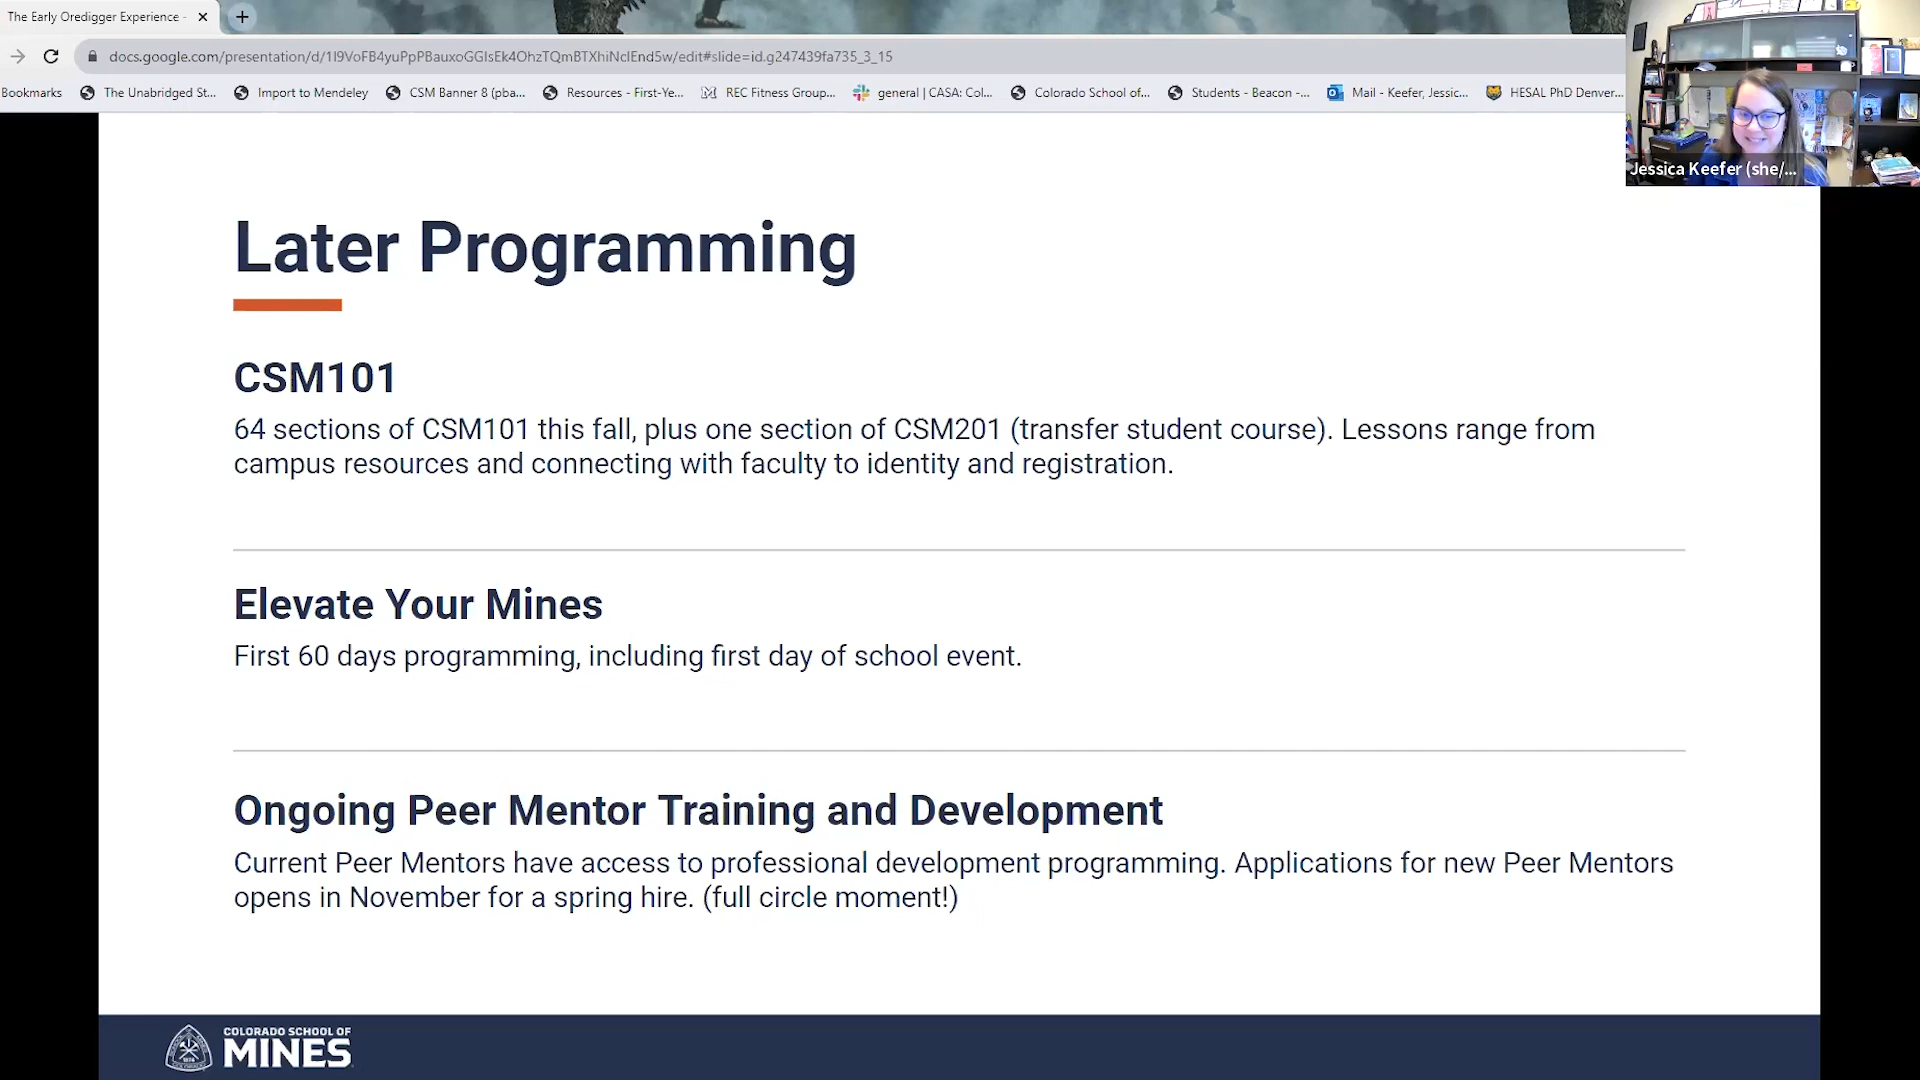 The Early Oredigger Experience -
docs.google.com/presentation/d/1I9VoFB4yuPpPBauxoGGIsEk4OhzTQmBTXhiNclEnd5w/edit#slide=id.g247439fa735_3_15
Bookmarks The Unabridged St... Import to Mendeley CSM Banner 8 (pba... Resources - First-Ye... REC Fitness Group... general | CASA: Col... Colorado School of... Students - Beacon -... Mail - Keefer, Jessic... HESAL PhD Denver...
Jessica Keefer (she/...
Later Programming
CSM101
64 sections of CSM101 this fall, plus one section of CSM201 (transfer student course). Lessons range from
campus resources and connecting with faculty to identity and registration.
Elevate Your Mines
First 60 days programming, including first day of school event.
Ongoing Peer Mentor Training and Development
Current Peer Mentors have access to professional development programming. Applications for new Peer Mentors
opens in November for a spring hire. (full circle moment!)
COLORADO SCHOOL OF
MINES